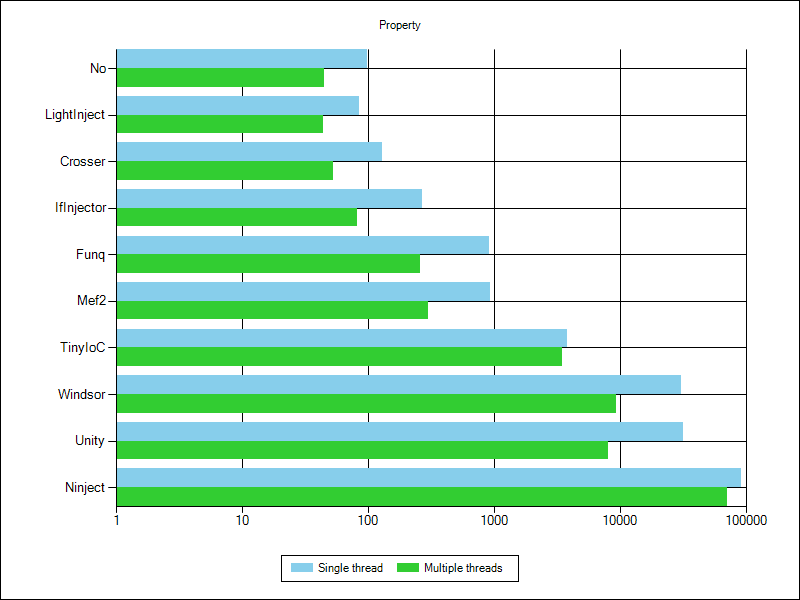 Property
No
LightInject
Crosser
IfInjector
Funq
Mef2
TinyIoC
Windsor
Unity
Ninject
1 10 100 1000 10000 100000
Single thread Multiple threads